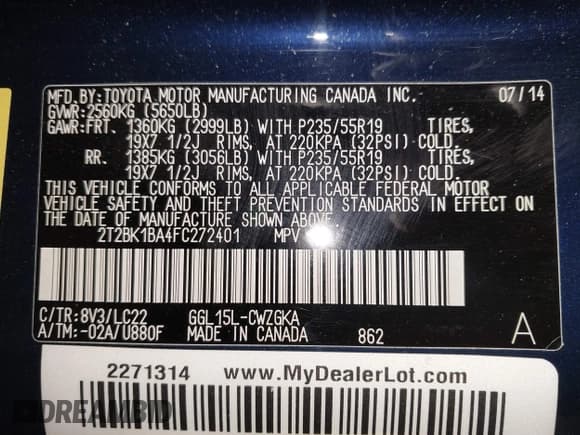 MFD.BY:TOYOTA MOTOR MANUFACTURING CANADA INC. 07/14
GVWR:2560KG (5650LB)
GAWR:FRT. 1360KG (2999LB) WITH P235/55R19 TIRES,
19X7 1/2J RIMS, AT 220KPA (32PSI) COLD.
RR. 1385KG (3056LB) WITH P235/55R19 TIRES,
19X7 1/2J RIMS, AT 220KPA (32PSI) COLD.
THIS VEHICLE CONFORMS TO ALL APPLICABLE FEDERAL MOTOR
VEHICLE SAFETY AND THEFT PREVENTION STANDARDS IN EFFECT ON
THE DATE OF MANUFACTURE SHOWN ABOVE.
2T2BK1BA4FC272401 MPV
C/TR:8V3/LC22 GGL15L-CWZGKA
A/TM:-02A/U880F MADE IN CANADA 862 A
2271314 www.MyDealerLot.com
DREAMBID